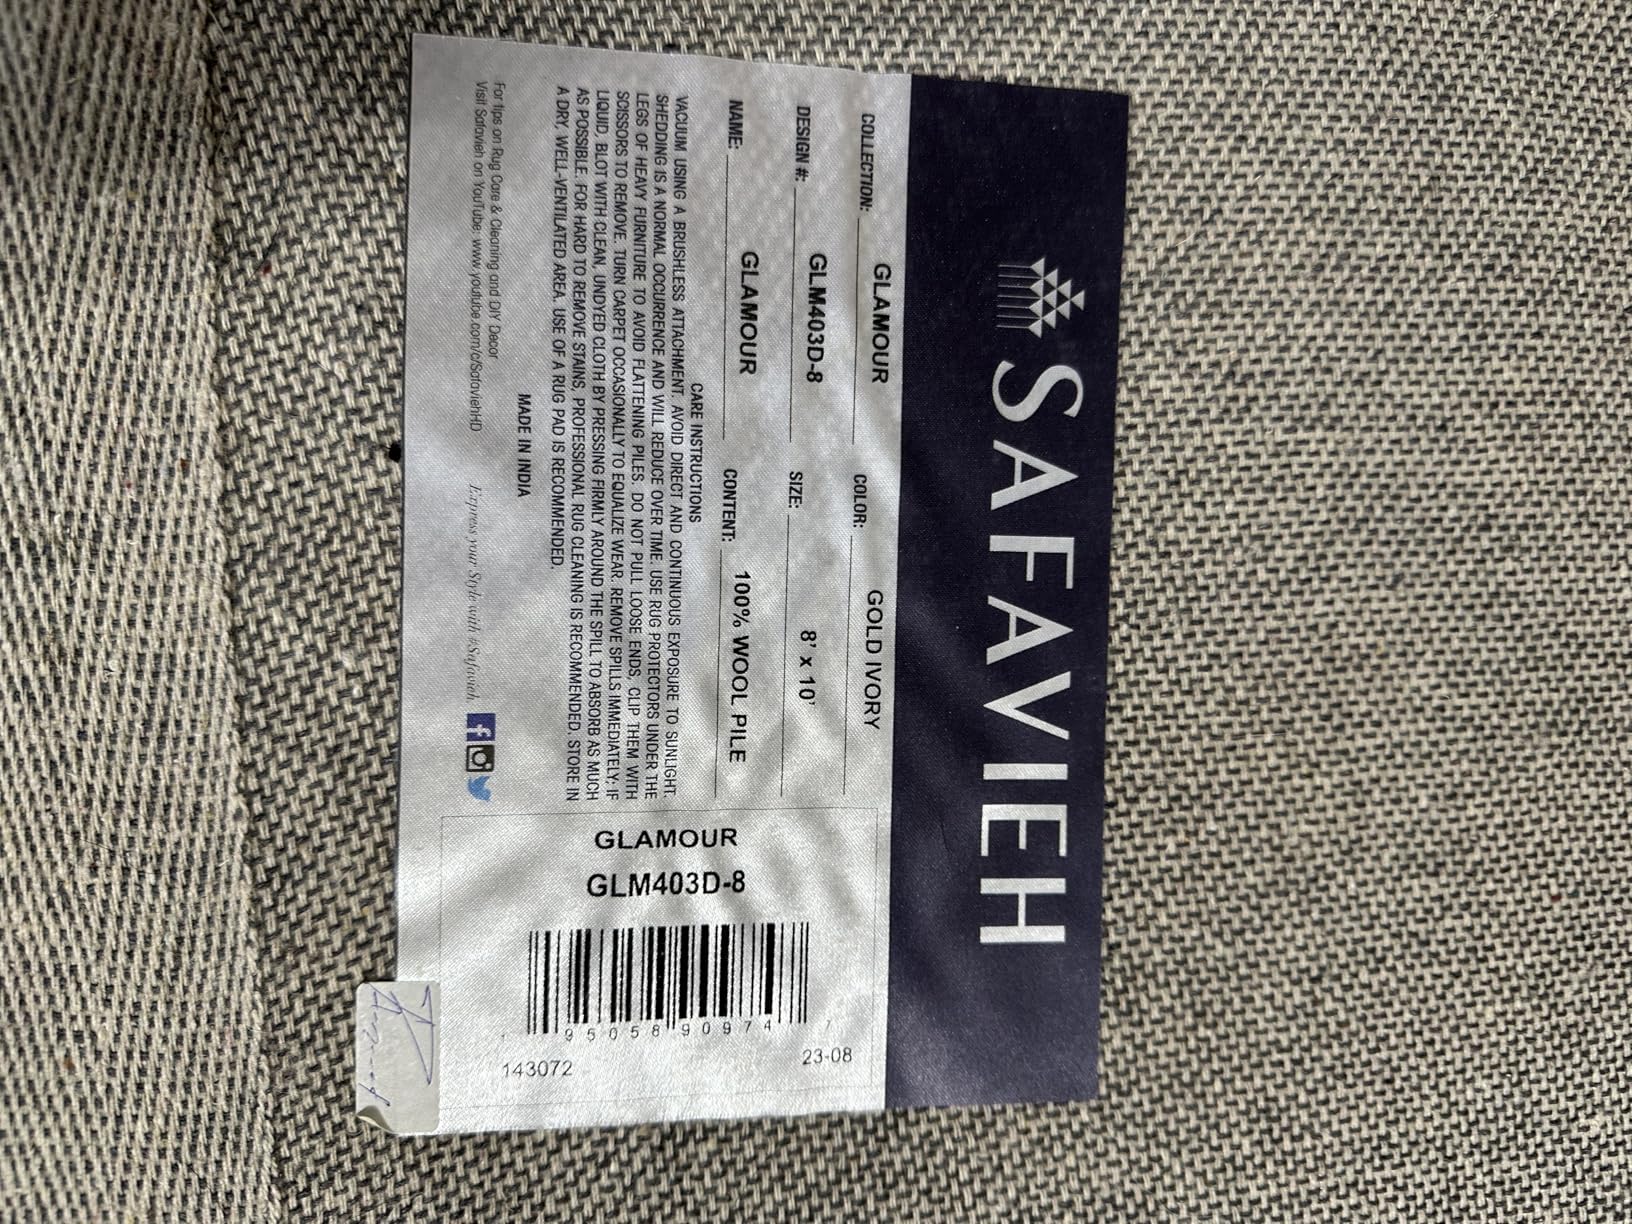 SAFAVIEH
COLLECTION: GLAMOUR COLOR: GOLD IVORY
DESIGN #: GLM403D-8 SIZE: 8' x 10'
NAME: GLAMOUR CONTENT: 100% WOOL PILE
CARE INSTRUCTIONS
VACUUM USING A BRUSHLESS ATTACHMENT. AVOID DIRECT AND CONTINUOUS EXPOSURE TO SUNLIGHT.
SHEDDING IS A NORMAL OCCURRENCE AND WILL REDUCE OVER TIME. USE RUG PROTECTORS UNDER THE
LEGS OF HEAVY FURNITURE TO AVOID FLATTENING PILES. DO NOT PULL LOOSE ENDS, CLIP THEM WITH
SCISSORS TO REMOVE. TURN CARPET OCCASIONALLY TO EQUALIZE WEAR. REMOVE SPILLS IMMEDIATELY; IF
LIQUID, BLOT WITH CLEAN, UNDYED CLOTH BY PRESSING FIRMLY AROUND THE SPILL TO ABSORB AS MUCH
AS POSSIBLE. FOR HARD TO REMOVE STAINS, PROFESSIONAL RUG CLEANING IS RECOMMENDED. STORE IN
A DRY, WELL-VENTILATED AREA. USE OF A RUG PAD IS RECOMMENDED.
MADE IN INDIA
For tips on Rug Care & Cleaning and DIY Decor
Visit Safavieh on YouTube: www.youtube.com/c/SafaviehHD
Express your Style with #Safavieh
GLAMOUR
GLM403D-8
1 95058 90974 7
143072 23-08